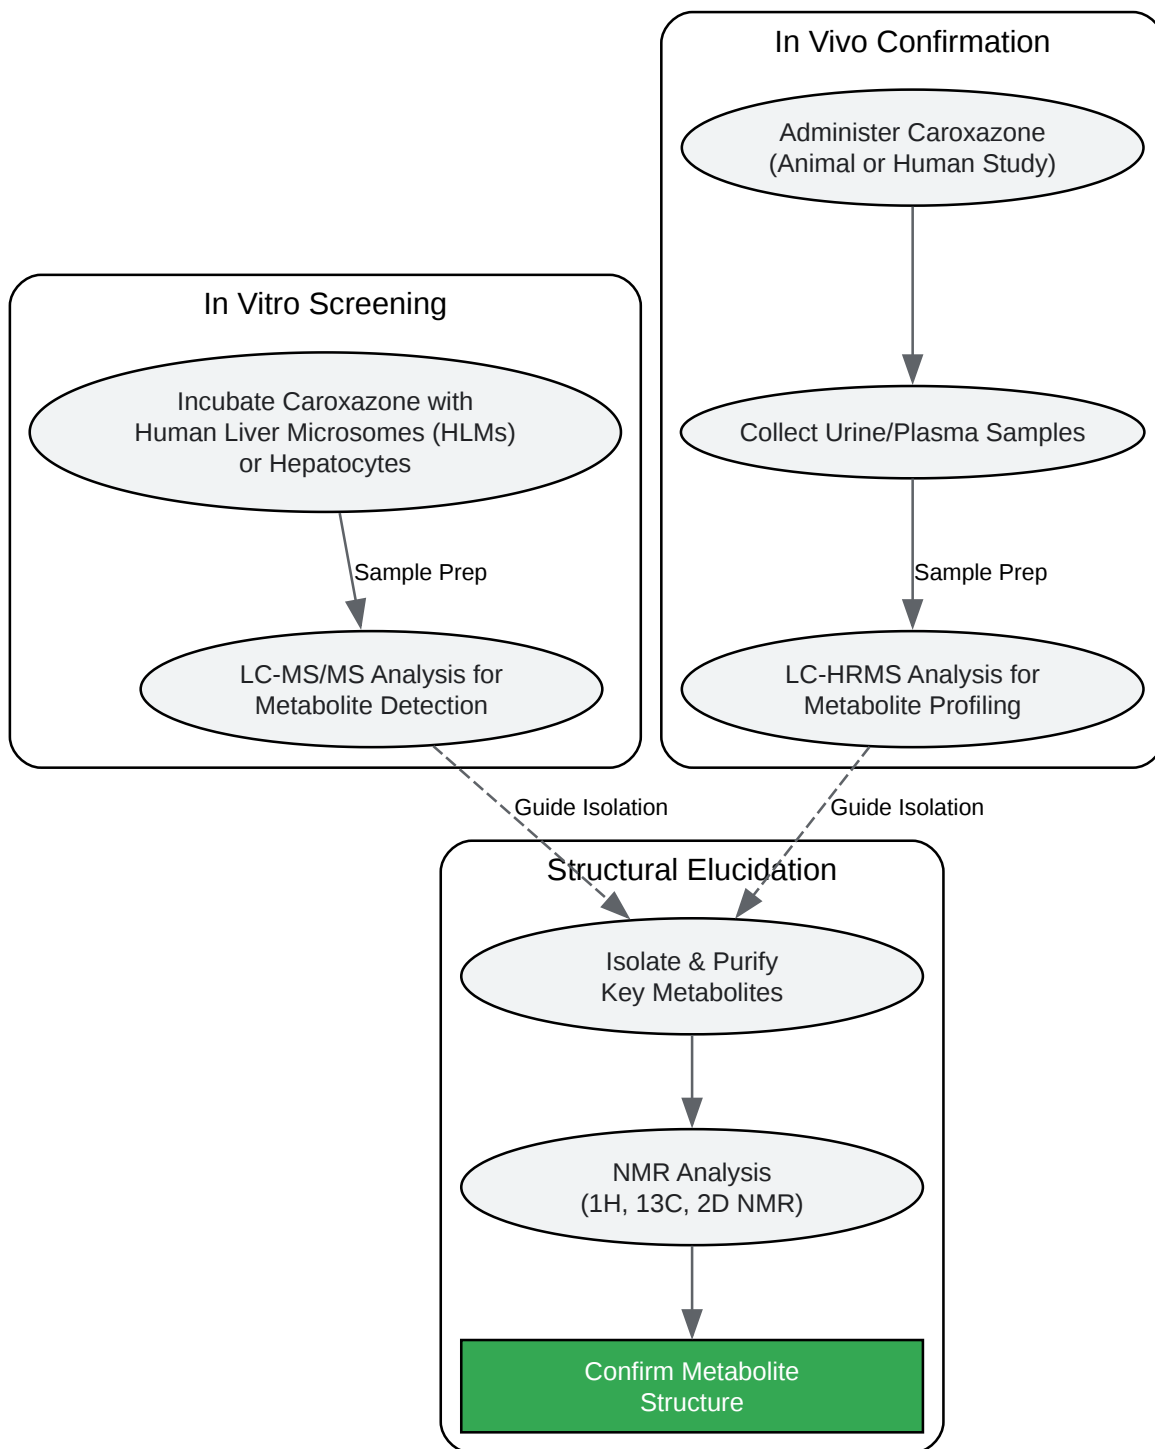 In Vivo Confirmation
Administer Caroxazone
(Animal or Human Study)
In Vitro Screening
Incubate Caroxazone with
Human Liver Microsomes (HLMs)
or Hepatocytes
Collect Urine/Plasma Samples
Sample Prep
Sample Prep
LC-MS/MS Analysis for
Metabolite Detection
LC-HRMS Analysis for
Metabolite Profiling
Guide Isolation
Guide Isolation
Structural Elucidation
Isolate & Purify
Key Metabolites
NMR Analysis
(1H, 13C, 2D NMR)
Confirm Metabolite
Structure